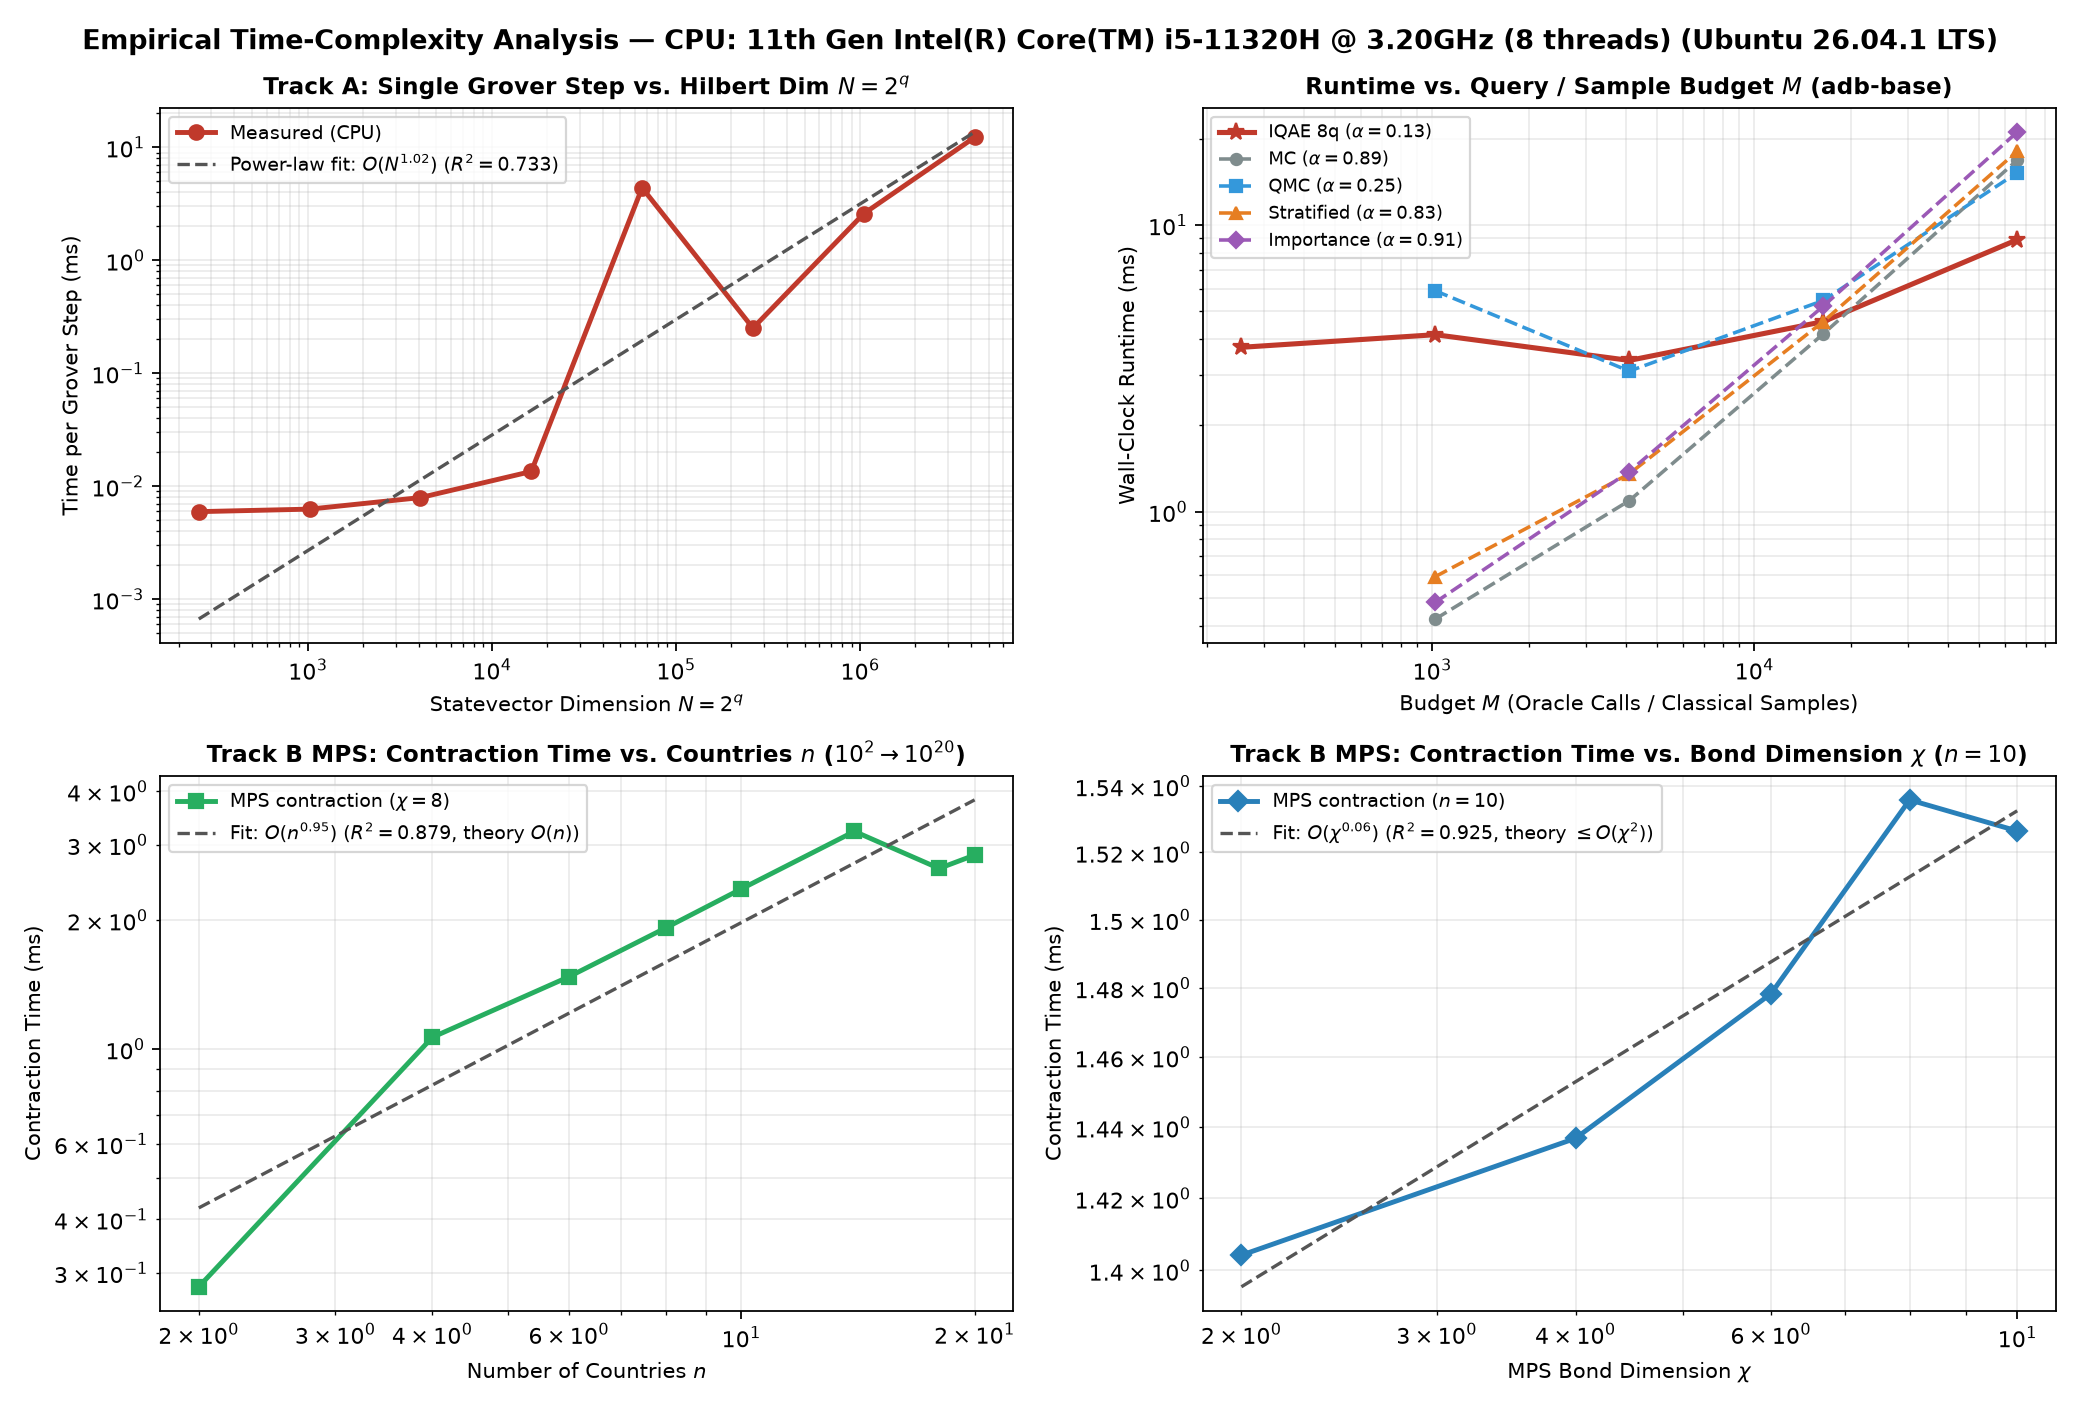 Empirical Time-Complexity Analysis — CPU: 11th Gen Intel(R) Core(TM) i5-11320H @ 3.20GHz (8 threads) (Ubuntu 26.04.1 LTS)
Track A: Single Grover Step vs. Hilbert Dim N = 2^q
Measured (CPU)
Power-law fit: O(N^1.02) (R² = 0.733)
10^1
10^0
10^−1
10^−2
10^−3
Time per Grover Step (ms)
10^3
10^4
10^5
10^6
Statevector Dimension N = 2^q
Runtime vs. Query / Sample Budget M (adb-base)
IQAE 8q (α = 0.13)
MC (α = 0.89)
QMC (α = 0.25)
Stratified (α = 0.83)
Importance (α = 0.91)
10^1
10^0
Wall-Clock Runtime (ms)
10^3
10^4
Budget M (Oracle Calls / Classical Samples)
Track B MPS: Contraction Time vs. Countries n (10^2 → 10^20)
MPS contraction (χ = 8)
Fit: O(n^0.95) (R² = 0.879, theory O(n))
4 × 10^0
3 × 10^0
2 × 10^0
10^0
6 × 10^−1
4 × 10^−1
3 × 10^−1
Contraction Time (ms)
2 × 10^0
3 × 10^0
4 × 10^0
6 × 10^0
10^1
2 × 10^1
Number of Countries n
Track B MPS: Contraction Time vs. Bond Dimension χ (n = 10)
MPS contraction (n = 10)
Fit: O(χ^0.06) (R² = 0.925, theory ≤ O(χ²))
1.54 × 10^0
1.52 × 10^0
1.5 × 10^0
1.48 × 10^0
1.46 × 10^0
1.44 × 10^0
1.42 × 10^0
1.4 × 10^0
Contraction Time (ms)
2 × 10^0
3 × 10^0
4 × 10^0
6 × 10^0
10^1
MPS Bond Dimension χ